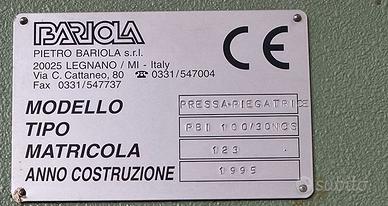 BARIOLA
PIETRO BARIOLA s.r.l.
20025 LEGNANO / MI - Italy
Via C. Cattaneo, 80 ☎ 0331/547004
Fax 0331/547737
CE
MODELLO PRESSA-PIEGATRICE
TIPO PBI 100/30NCS
MATRICOLA 123
ANNO COSTRUZIONE 1995
subito